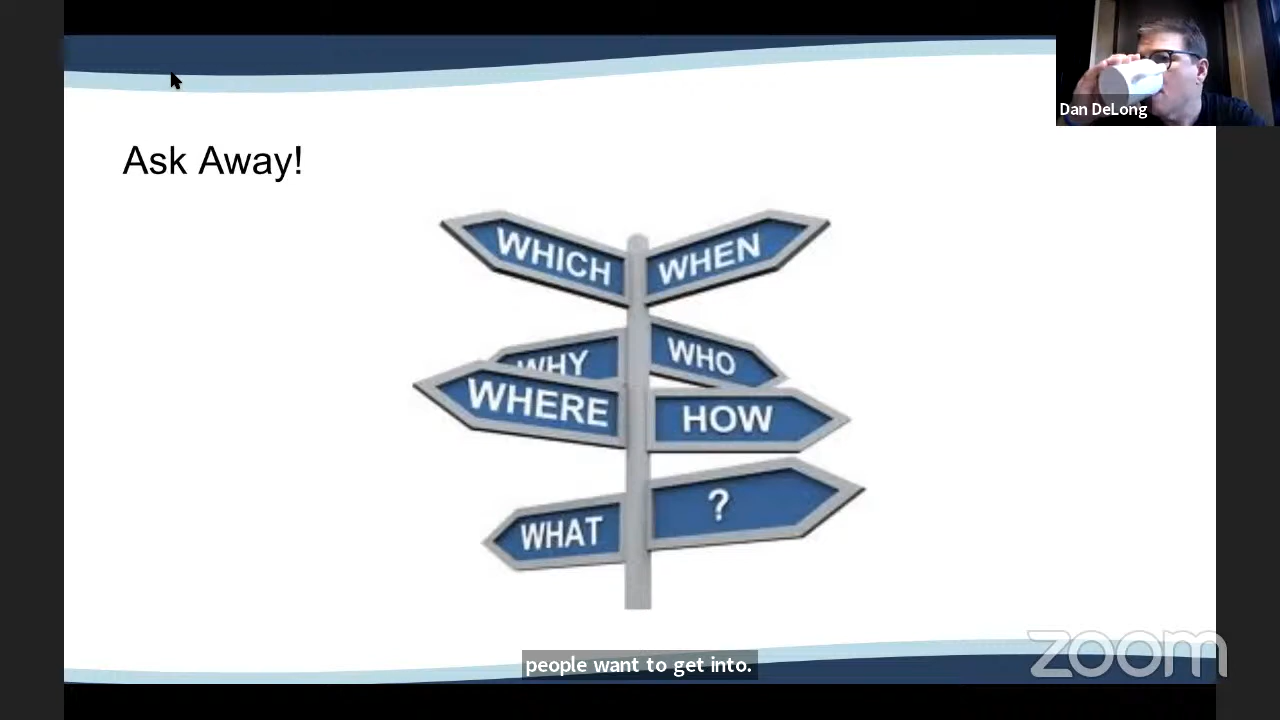 Dan DeLong
Ask Away!
WHICH
WHEN
WHY
WHO
WHERE
HOW
WHAT
?
people want to get into.
zoom